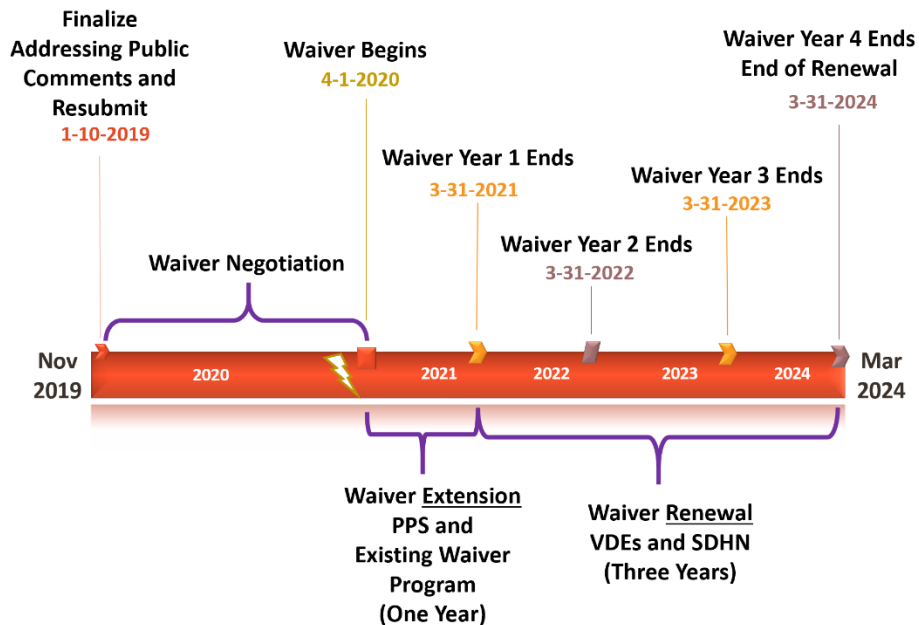 Finalize
Addressing Public
Comments and
Resubmit
1-10-2019
Waiver Begins
4-1-2020
Waiver Year 4 Ends
End of Renewal
3-31-2024
Waiver Year 1 Ends
3-31-2021
Waiver Year 3 Ends
3-31-2023
Waiver Year 2 Ends
3-31-2022
Waiver Negotiation
Nov
2019
2020
2021
2022
2023
2024
Mar
2024
Waiver Extension
PPS and
Existing Waiver
Program
(One Year)
Waiver Renewal
VDEs and SDHN
(Three Years)